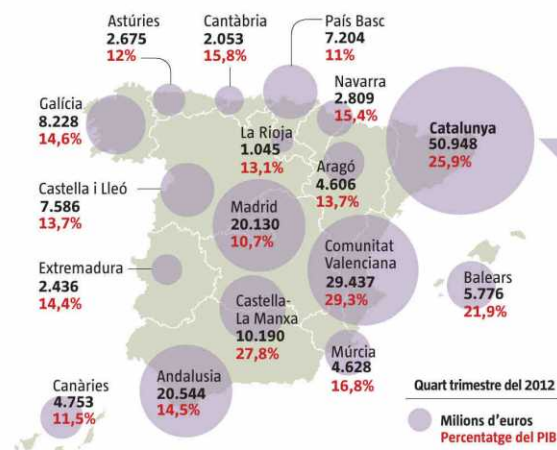 Astúries
2.675
12%
Cantàbria
2.053
15,8%
País Basc
7.204
11%
Navarra
2.809
15,4%
Galícia
8.228
14,6%
La Rioja
1.045
13,1%
Catalunya
50.948
25,9%
Aragó
4.606
13,7%
Castella i Lleó
7.586
13,7%
Madrid
20.130
10,7%
Comunitat
Valenciana
29.437
29,3%
Extremadura
2.436
14,4%
Balears
5.776
21,9%
Castella-
La Manxa
10.190
27,8%
Múrcia
4.628
16,8%
Canàries
4.753
11,5%
Andalusia
20.544
14,5%
Quart trimestre del 2012
Milions d'euros
Percentatge del PIB